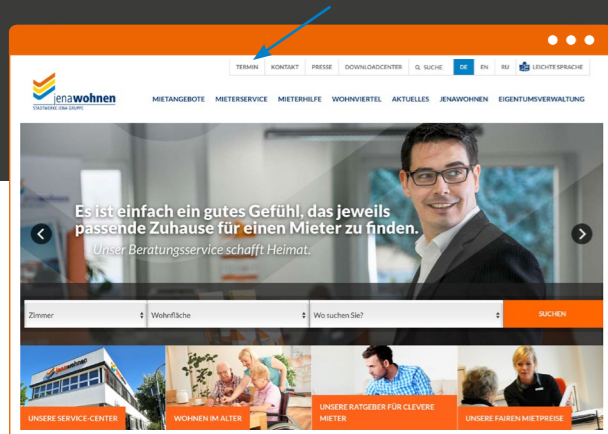 TERMIN KONTAKT PRESSE DOWNLOADCENTER SUCHE DE EN RU LEICHTE SPRACHE
jenawohnen
STADTWERKE JENA GRUPPE
MIETANGEBOTE MIETERSERVICE MIETERHILFE WOHNVIERTEL AKTUELLES JENAWOHNEN EIGENTUMSVERWALTUNG
Es ist einfach ein gutes Gefühl, das jeweils
passende Zuhause für einen Mieter zu finden.
Unser Beratungsservice schafft Heimat.
Zimmer Wohnfläche Wo suchen Sie? SUCHEN
jenawohnen
UNSERE SERVICE-CENTER
WOHNEN IM ALTER
UNSERE RATGEBER FÜR CLEVERE
MIETER
UNSERE FAIREN MIETPREISE